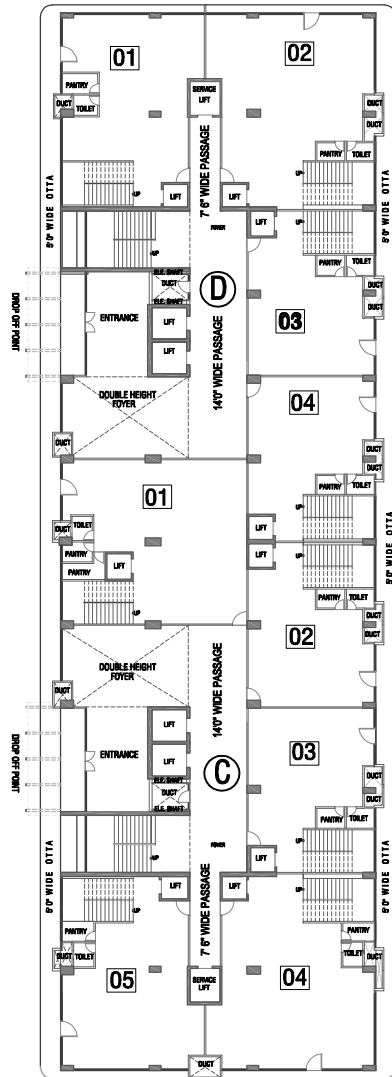 01
02
SERVICE
LIFT
PANTRY
DUCT
TOILET
DUCT
DUCT
7' 6" WIDE PASSAGE
PANTRY
TOILET
5'0" WIDE OTTA
5'0" WIDE OTTA
UP
LIFT
LIFT
UP
LIFT
FOYER
UP
UP
PANTRY
TOILET
ELE. SHAFT
DUCT
ELE. SHAFT
D
DUCT
DUCT
DROP OFF POINT
ENTRANCE
LIFT
LIFT
03
14'0" WIDE PASSAGE
DOUBLE HEIGHT
FOYER
04
DUCT
DUCT
DUCT
PANTRY
TOILET
01
UP
DUCT
TOILET
PANTRY
PANTRY
LIFT
LIFT
LIFT
5'0" WIDE OTTA
UP
UP
PANTRY
TOILET
DUCT
DUCT
02
DOUBLE HEIGHT
FOYER
14'0" WIDE PASSAGE
DUCT
DROP OFF POINT
ENTRANCE
LIFT
LIFT
03
C
ELE. SHAFT
DUCT
ELE. SHAFT
DUCT
DUCT
PANTRY
TOILET
UP
FOYER
UP
LIFT
5'0" WIDE OTTA
5'0" WIDE OTTA
LIFT
LIFT
UP
UP
7' 6" WIDE PASSAGE
PANTRY
TOILET
DUCT
PANTRY
TOILET
DUCT
05
SERVICE
LIFT
04
DUCT